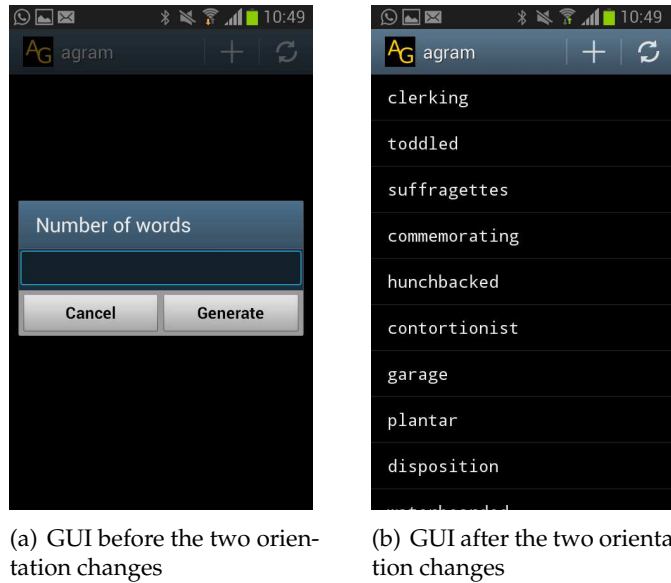 10:49
AG agram
Number of words
Cancel Generate
(a) GUI before the two orien-
tation changes
10:49
AG agram
clerking
toddled
suffragettes
commemorating
hunchbacked
contortionist
garage
plantar
disposition
(b) GUI after the two orienta
tion changes